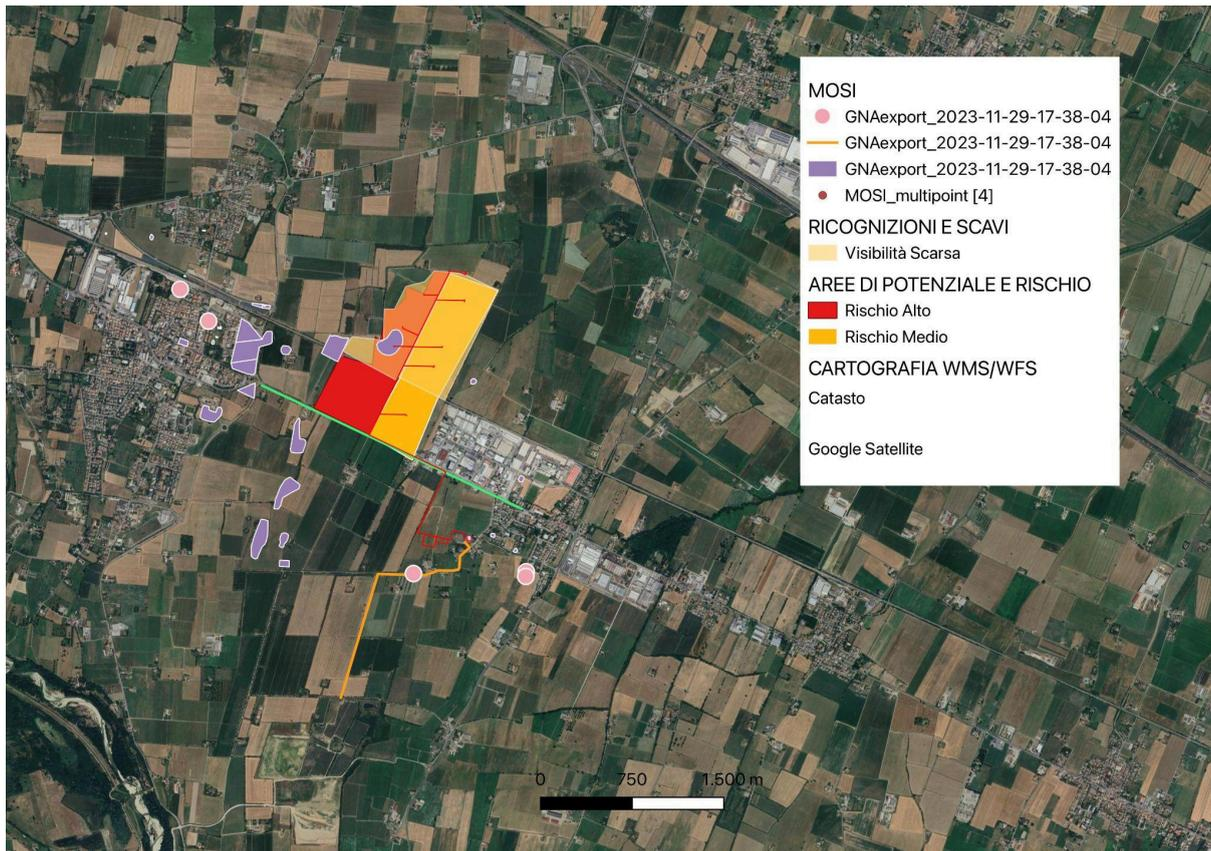 MOSI
GNAexport_2023-11-29-17-38-04
GNAexport_2023-11-29-17-38-04
GNAexport_2023-11-29-17-38-04
MOSI_multipoint [4]
RICOGNIZIONI E SCAVI
Visibilità Scarsa
AREE DI POTENZIALE E RISCHIO
Rischio Alto
Rischio Medio
CARTOGRAFIA WMS/WFS
Catasto
Google Satellite
0 750 1.500 m